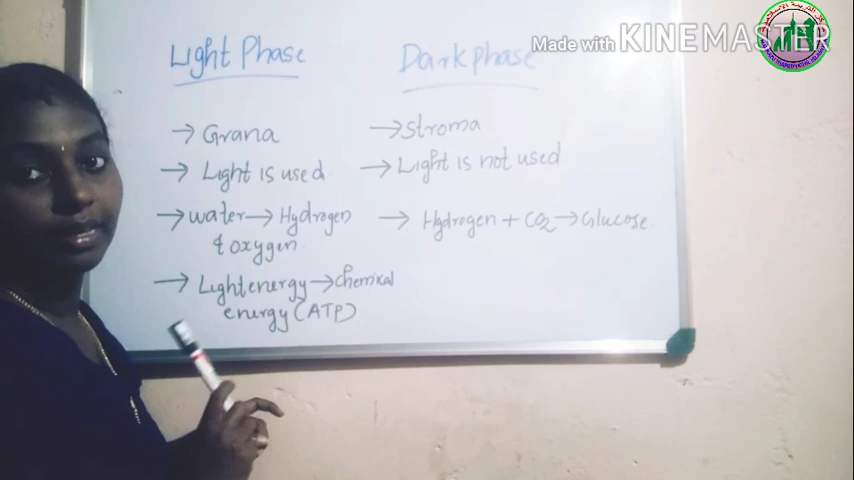 Made with KINEMASTER
Light Phase
→ Grana
→ Light is used
→ water → Hydrogen
& oxygen
→ Light energy → chemical
energy (ATP)
Dark phase
→ stroma
→ Light is not used
→ Hydrogen + CO₂ → Glucose